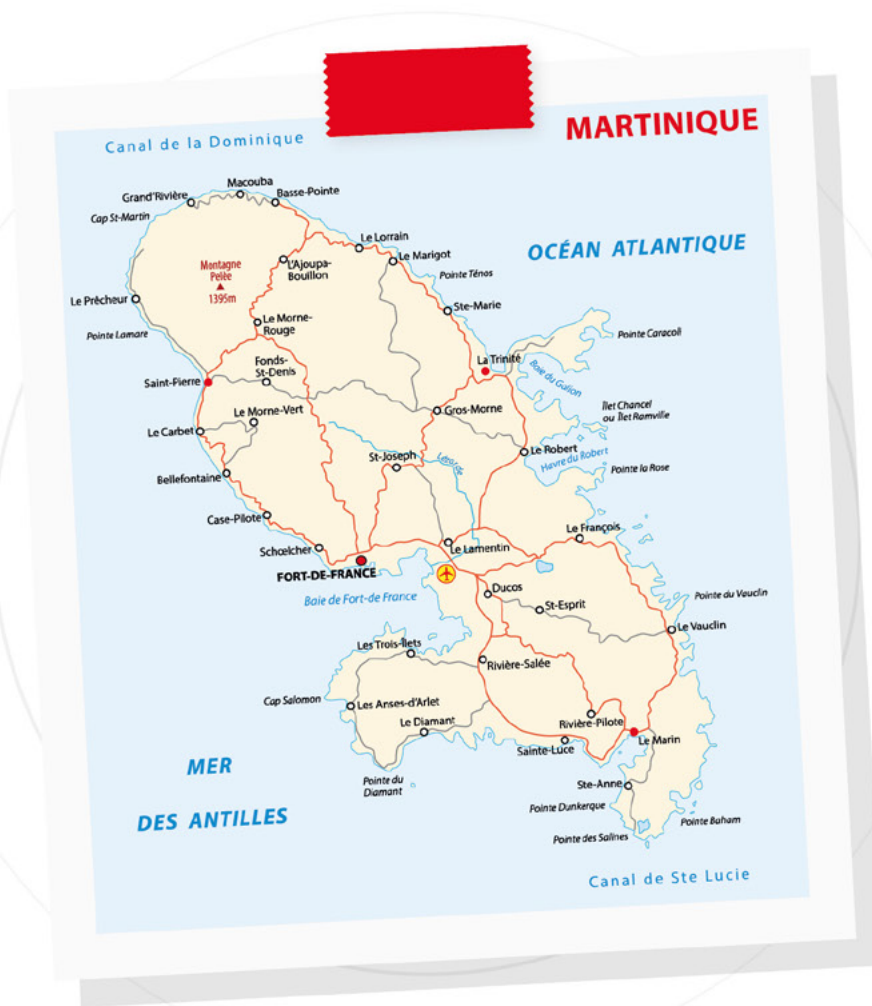 MARTINIQUE
Canal de la Dominique
Macouba
Grand'Rivière
Basse-Pointe
Cap St-Martin
Le Lorrain
OCÉAN ATLANTIQUE
Le Marigot
L'Ajoupa-
Bouillon
Montagne
Pelée
1395m
Pointe Ténos
Le Prêcheur
Ste-Marie
Pointe Lamare
Le Morne-
Rouge
Pointe Caracoli
La Trinité
Fonds-
St-Denis
Baie du Galion
Saint-Pierre
Îlet Chancel
ou Îlet Ramville
Le Morne-Vert
Gros-Morne
Le Carbet
Le Robert
St-Joseph
Havre du Robert
Pointe la Rose
Bellefontaine
Case-Pilote
Le François
Schœlcher
Le Lamentin
FORT-DE-FRANCE
Ducos
Baie de Fort-de France
St-Esprit
Pointe du Vauclin
Le Vauclin
Les Trois-Îlets
Rivière-Salée
Cap Salomon
Les Anses-d'Arlet
Le Diamant
Rivière-Pilote
Le Marin
Sainte-Luce
MER
DES ANTILLES
Pointe du
Diamant
Ste-Anne
Pointe Dunkerque
Pointe Baham
Pointe des Salines
Canal de Ste Lucie